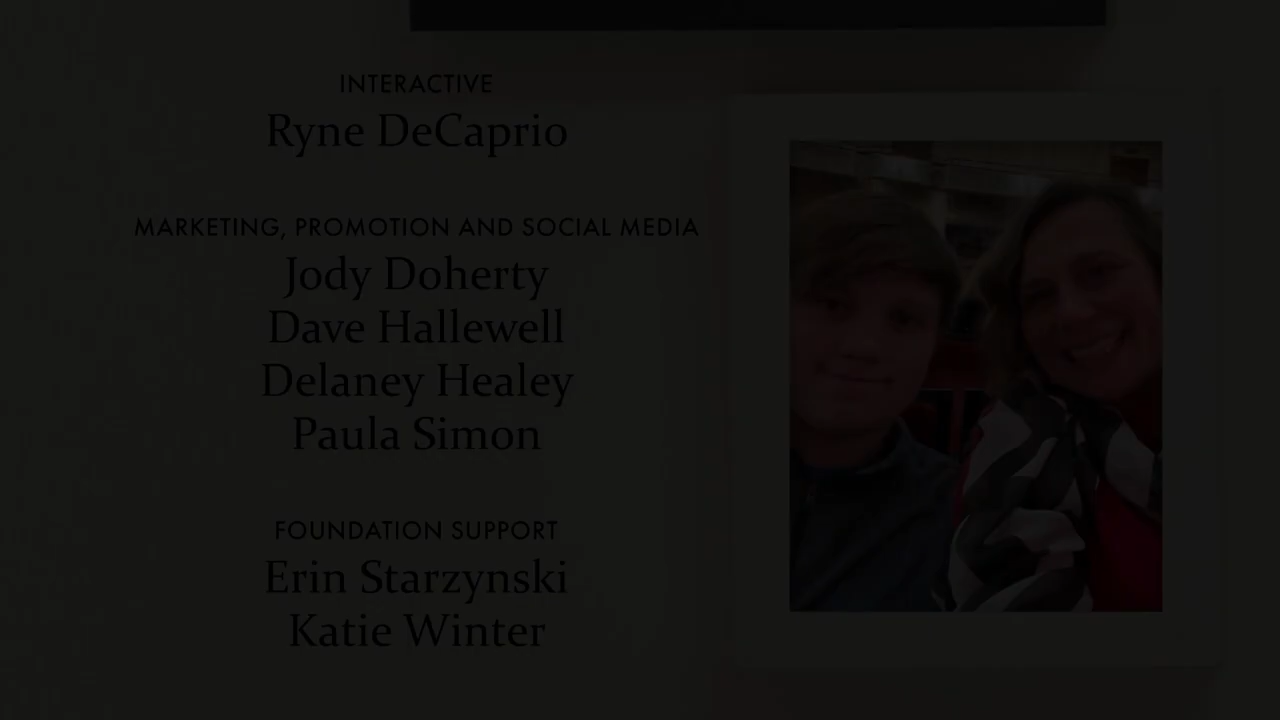 INTERACTIVE
Ryne DeCaprio
MARKETING, PROMOTION AND SOCIAL MEDIA
Jody Doherty
Dave Hallewell
Delaney Healey
Paula Simon
FOUNDATION SUPPORT
Erin Starzynski
Katie Winter